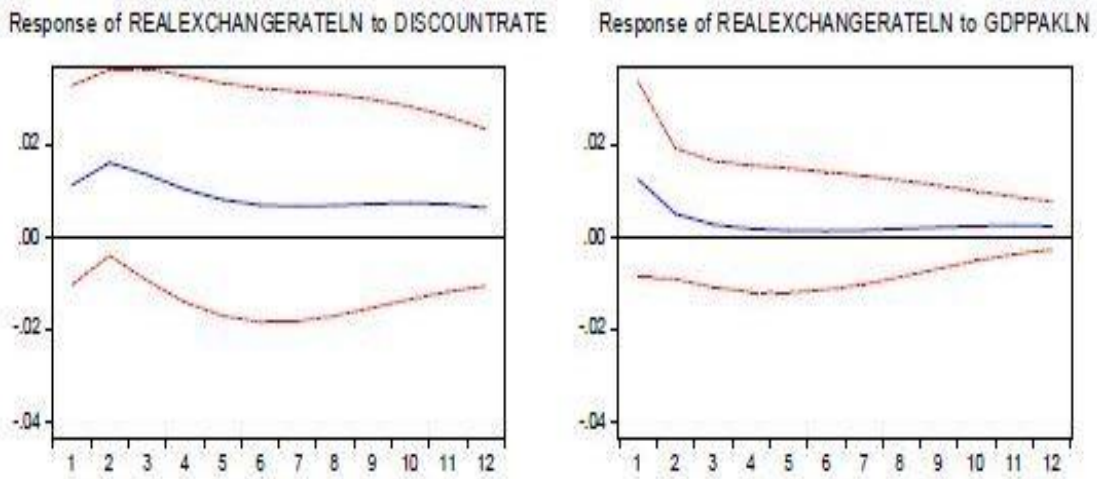 Response of REALEXCHANGERATELN to DISCOUNTRATE
.02
.00
-.02
-.04
1 2 3 4 5 6 7 8 9 10 11 12
Response of REALEXCHANGERATELN to GDPPAKLN
.02
.00
-.02
-.04
1 2 3 4 5 6 7 8 9 10 11 12